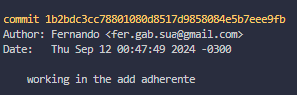 commit 1b2bdc3cc78801080d8517d9858084e5b7eee9fb
Author: Fernando <fer.gab.sua@gmail.com>
Date: Thu Sep 12 00:47:49 2024 -0300
working in the add adherente